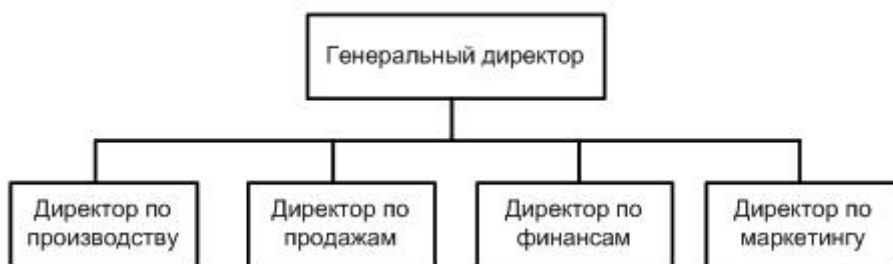 Генеральный директор
Директор по
производству
Директор по
продажам
Директор по
финансам
Директор по
маркетингу